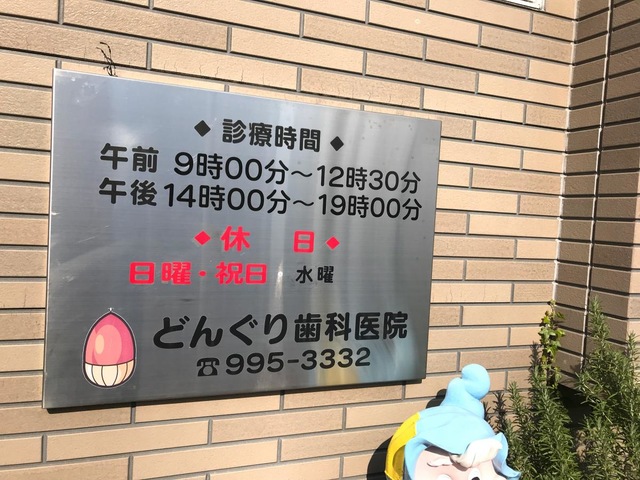 ◆ 診療時間 ◆
午前 9時00分～12時30分
午後 14時00分～19時00分
◆ 休 日 ◆
日曜・祝日 水曜
どんぐり歯科医院
☎995-3332